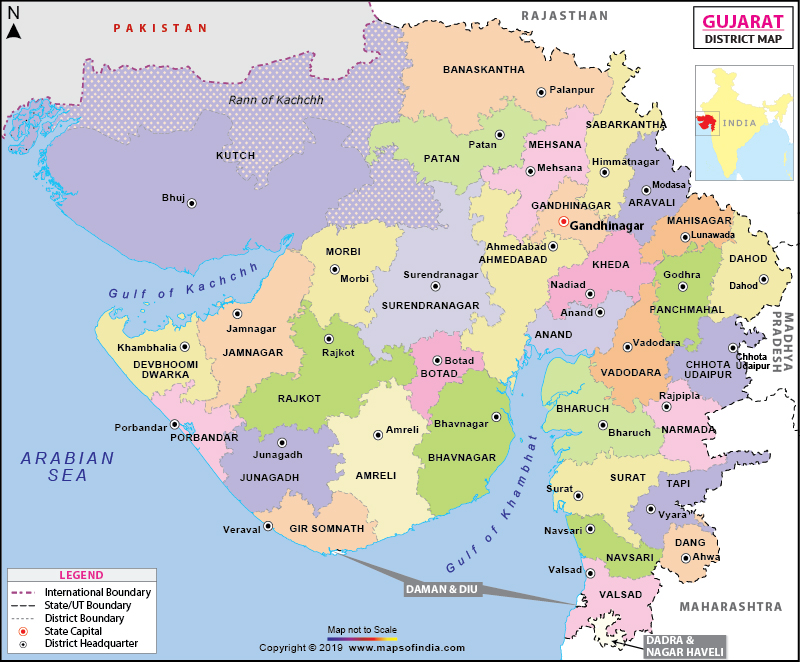 N
PAKISTAN
RAJASTHAN
GUJARAT
DISTRICT MAP
INDIA
BANASKANTHA
Palanpur
Rann of Kachchh
SABARKANTHA
Patan
MEHSANA
KUTCH
PATAN
Mehsana
Himmatnagar
Modasa
Bhuj
GANDHINAGAR
ARAVALI
Gandhinagar
MAHISAGAR
Lunawada
MORBI
Ahmedabad
AHMEDABAD
DAHOD
Gulf of Kachchh
Morbi
Surendranagar
KHEDA
Godhra
Dahod
Nadiad
SURENDRANAGAR
Anand
PANCHMAHAL
Jamnagar
ANAND
MADHYA
PRADESH
Khambhalia
JAMNAGAR
Rajkot
Vadodara
Chhota
Udaipur
DEVBHOOMI
DWARKA
Botad
BOTAD
VADODARA
CHHOTA
UDAIPUR
RAJKOT
Rajpipla
Porbandar
PORBANDAR
Amreli
Bhavnagar
BHARUCH
Bharuch
NARMADA
ARABIAN
SEA
Junagadh
JUNAGADH
AMRELI
BHAVNAGAR
Gulf of Khambhat
SURAT
TAPI
Surat
Vyara
Veraval
GIR SOMNATH
Navsari
DANG
NAVSARI
Ahwa
Valsad
DAMAN & DIU
VALSAD
MAHARASHTRA
DADRA &
NAGAR HAVELI
LEGEND
International Boundary
State/UT Boundary
District Boundary
State Capital
District Headquarter
Map not to Scale
Copyright © 2019 www.mapsofindia.com